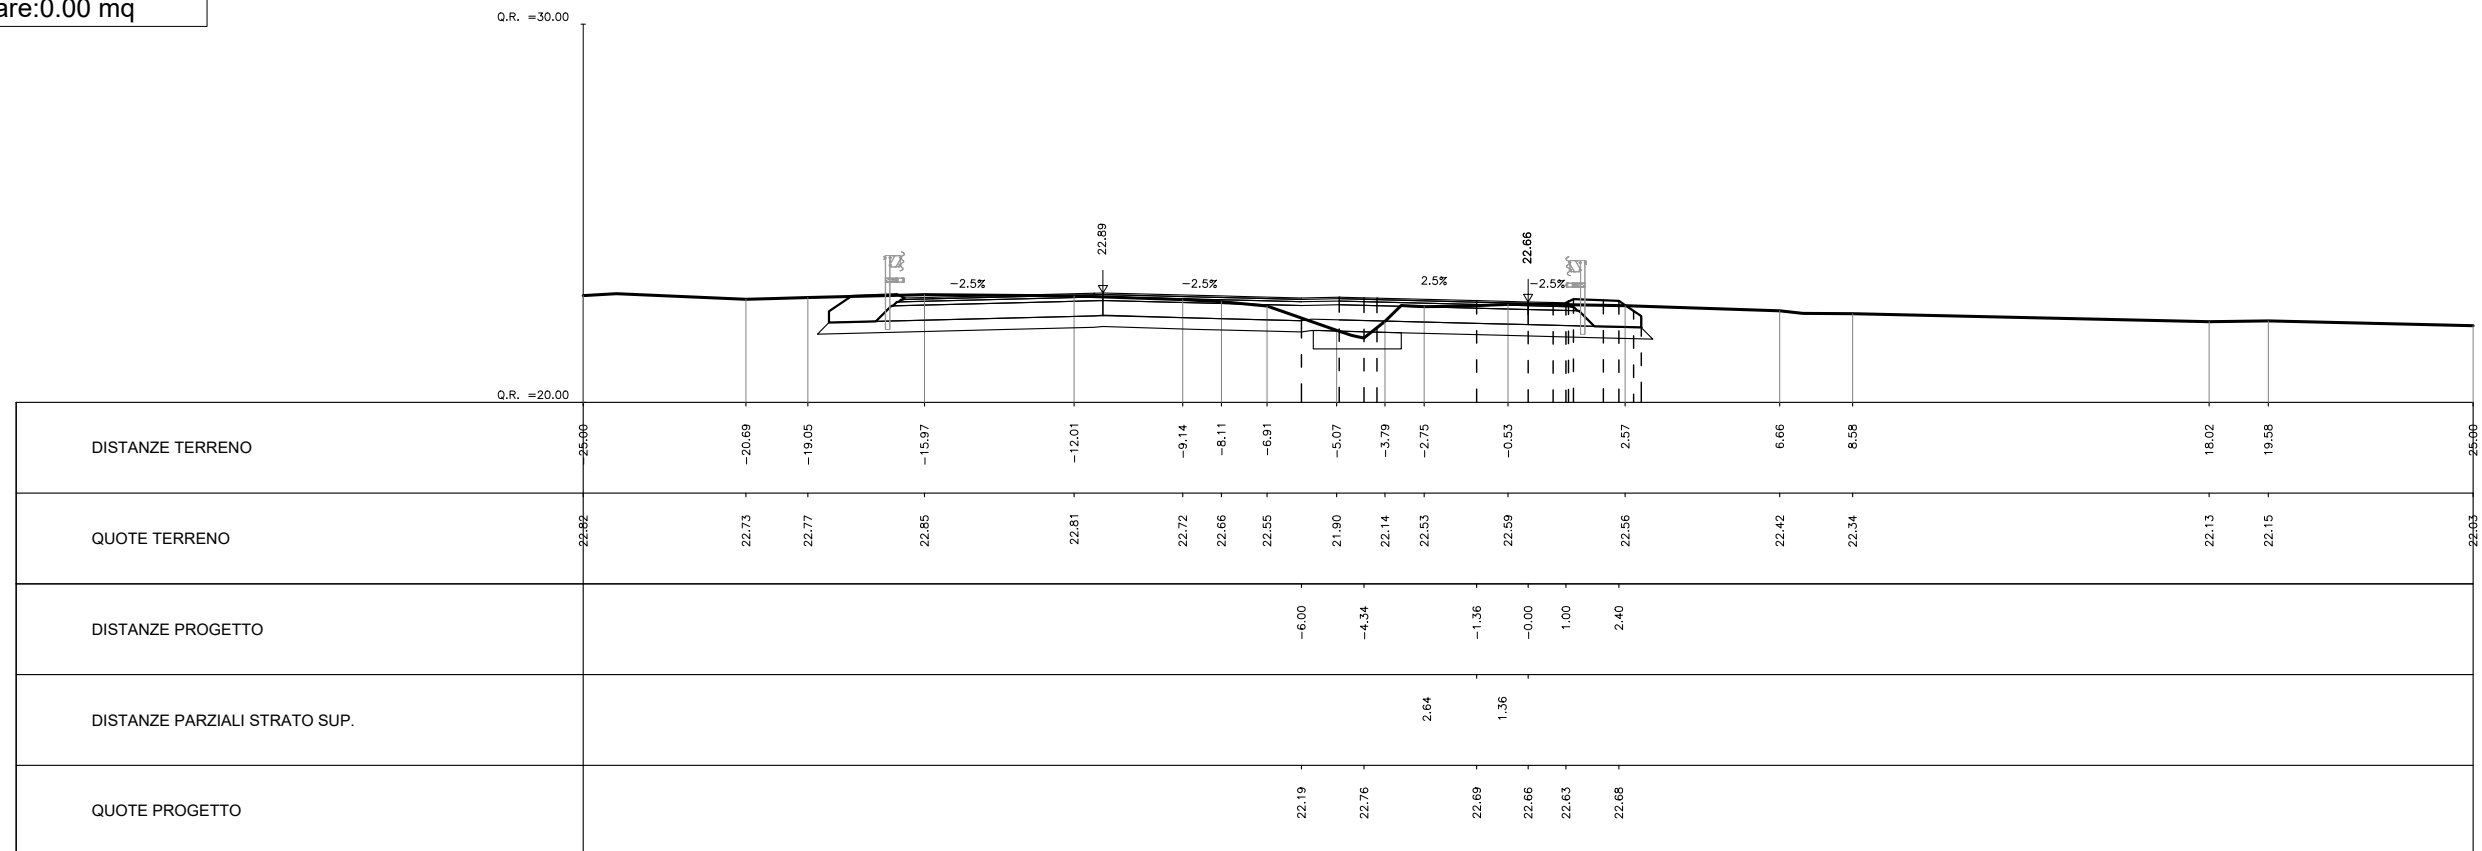 are:0.00 mq
Q.R. =30.00
22.89
22.66
-2.5%
-2.5%
2.5%
-2.5%
Q.R. =20.00
DISTANZE TERRENO
-25.00 -20.69 -19.05 -15.97 -12.01 -9.14 -8.11 -6.91 -5.07 -3.79 -2.75 -0.53 2.57 6.66 8.58 18.02 19.58 25.00
QUOTE TERRENO
22.82 22.73 22.77 22.85 22.81 22.72 22.66 22.55 21.90 22.14 22.53 22.59 22.56 22.42 22.34 22.13 22.15 22.03
DISTANZE PROGETTO
-6.00 -4.34 -1.36 -0.00 1.00 2.40
DISTANZE PARZIALI STRATO SUP.
2.64 1.36
QUOTE PROGETTO
22.19 22.76 22.69 22.66 22.63 22.68